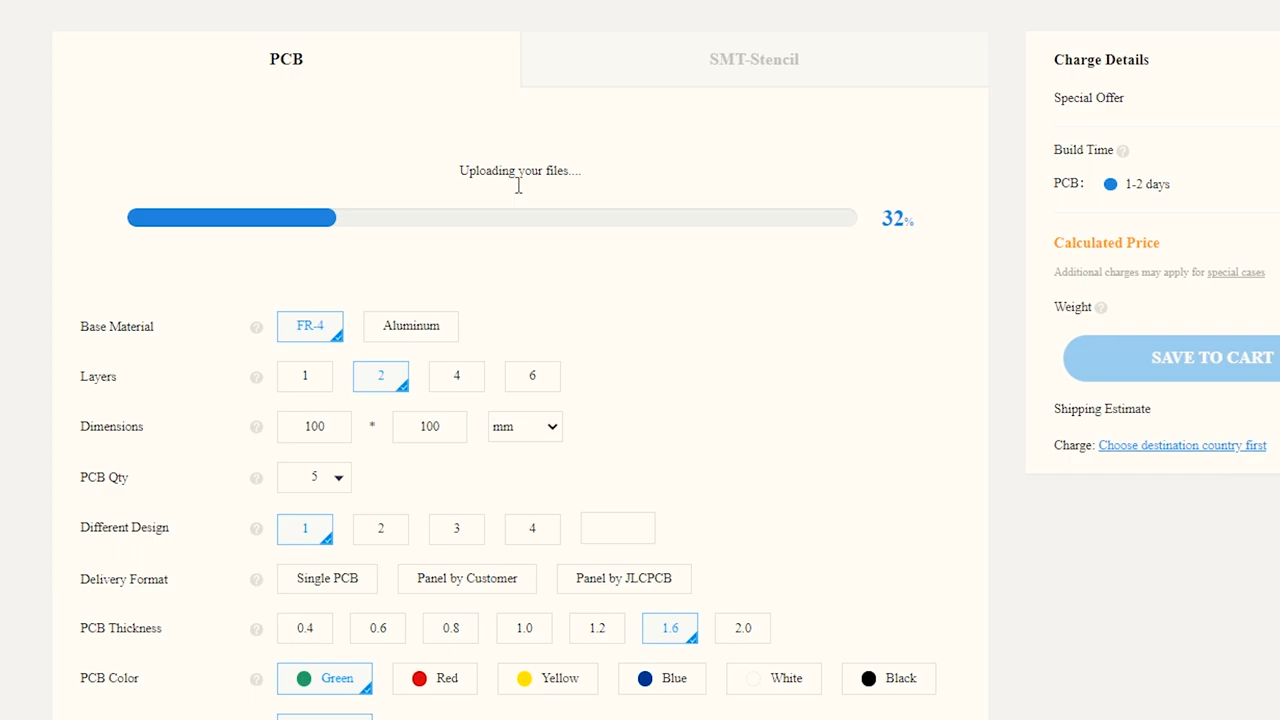 PCB
SMT-Stencil
Uploading your files....
32%
Base Material ? FR-4 Aluminum
Layers ? 1 2 4 6
Dimensions ? 100 * 100 mm
PCB Qty ? 5
Different Design ? 1 2 3 4
Delivery Format ? Single PCB Panel by Customer Panel by JLCPCB
PCB Thickness ? 0.4 0.6 0.8 1.0 1.2 1.6 2.0
PCB Color ? Green Red Yellow Blue White Black
Charge Details
Special Offer
Build Time ?
PCB: 1-2 days
Calculated Price
Additional charges may apply for special cases
Weight ?
SAVE TO CART
Shipping Estimate
Charge: Choose destination country first